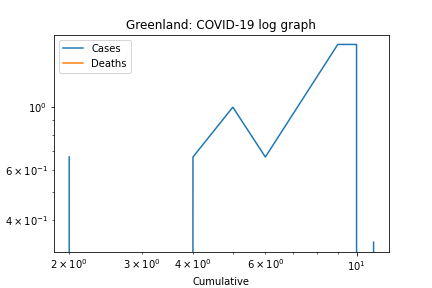 Greenland: COVID-19 log graph
Cases
Deaths
10⁰
6 × 10⁻¹
4 × 10⁻¹
2 × 10⁰ 3 × 10⁰ 4 × 10⁰ 6 × 10⁰ 10¹
Cumulative